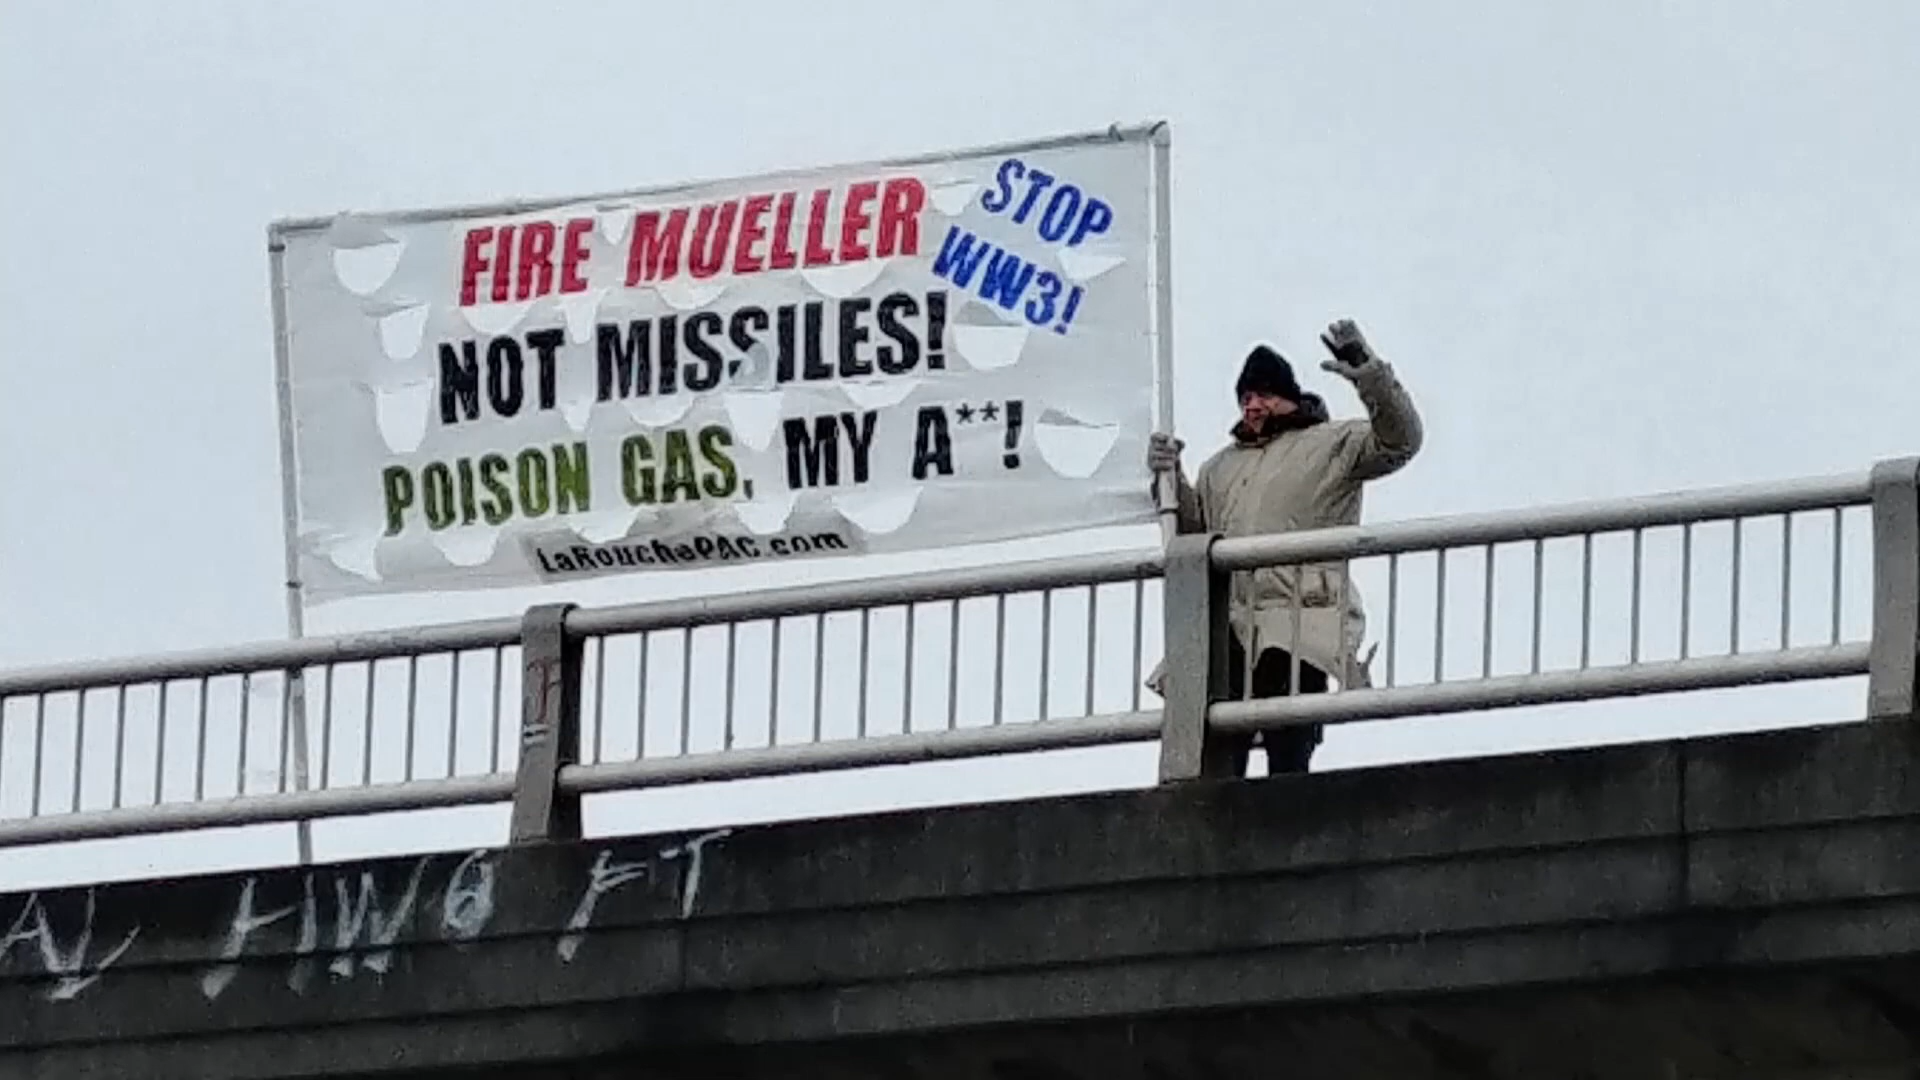 FIRE MUELLER
NOT MISSILES!
POISON GAS, MY A**!
LaRouchePAC.com
STOP
WW3!